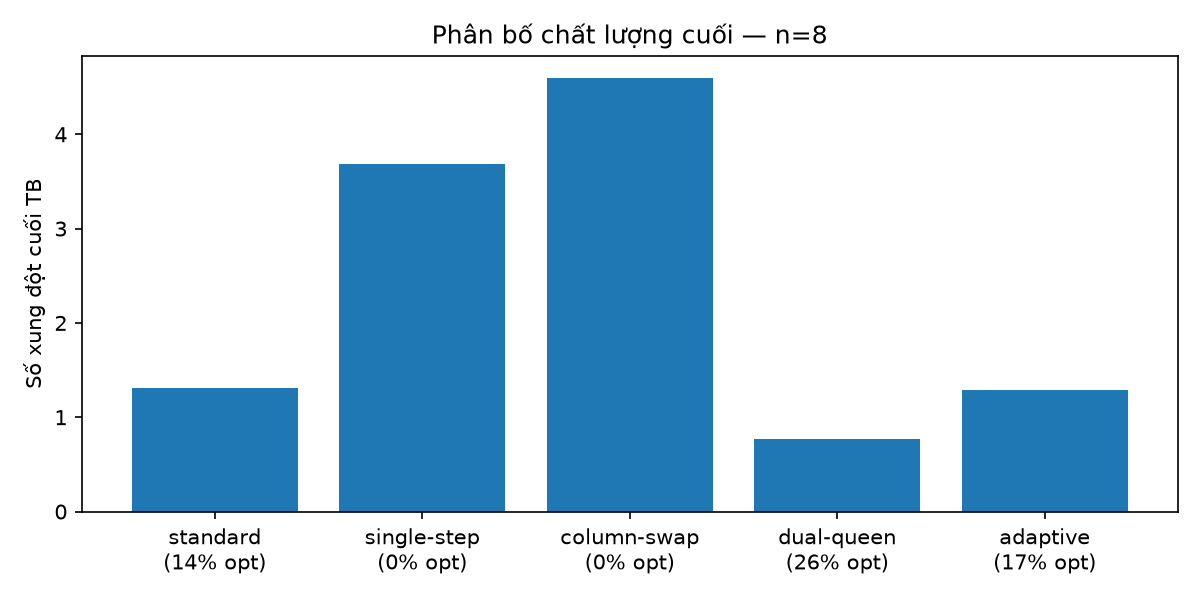 Phân bố chất lượng cuối — n=8
Số xung đột cuối TB
4
3
2
1
0
standard
(14% opt)
single-step
(0% opt)
column-swap
(0% opt)
dual-queen
(26% opt)
adaptive
(17% opt)